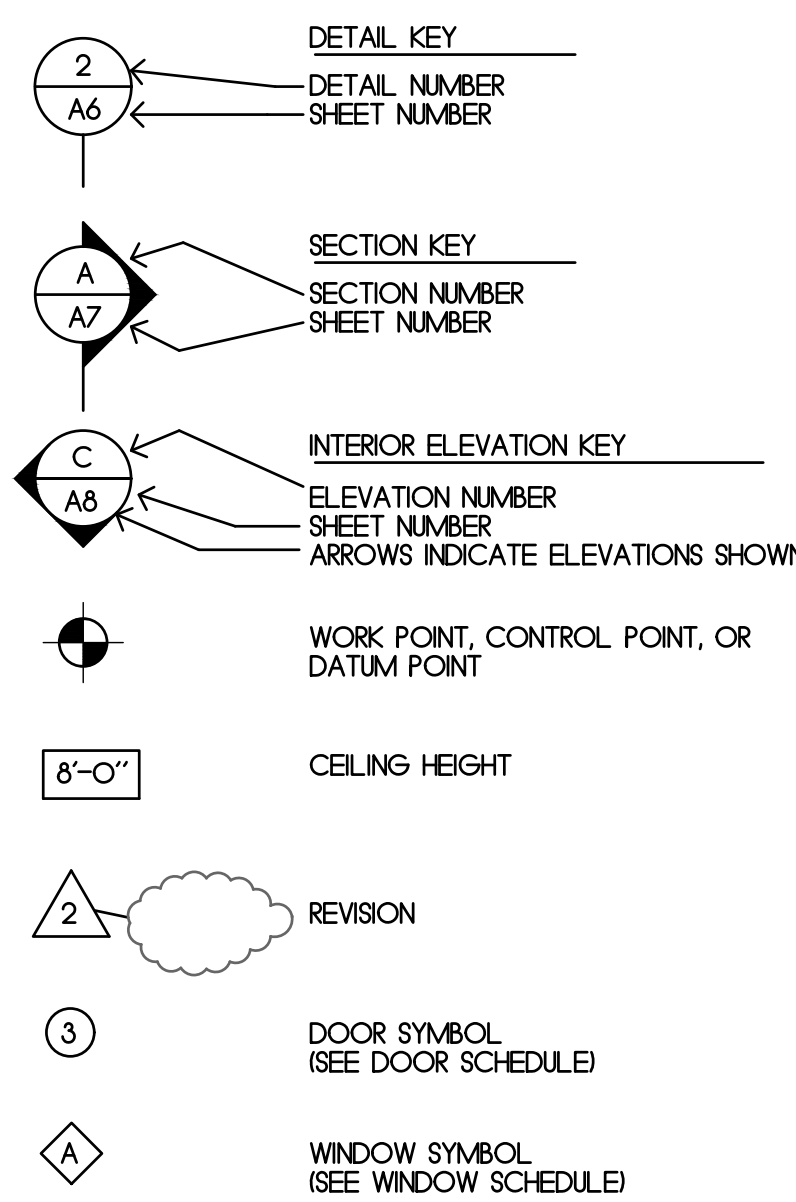 DETAIL KEY
2
DETAIL NUMBER
A6
SHEET NUMBER
SECTION KEY
A
SECTION NUMBER
A7
SHEET NUMBER
INTERIOR ELEVATION KEY
C
ELEVATION NUMBER
A8
SHEET NUMBER
ARROWS INDICATE ELEVATIONS SHOWN
WORK POINT, CONTROL POINT, OR
DATUM POINT
8'-0"
CEILING HEIGHT
2
REVISION
3
DOOR SYMBOL
(SEE DOOR SCHEDULE)
A
WINDOW SYMBOL
(SEE WINDOW SCHEDULE)